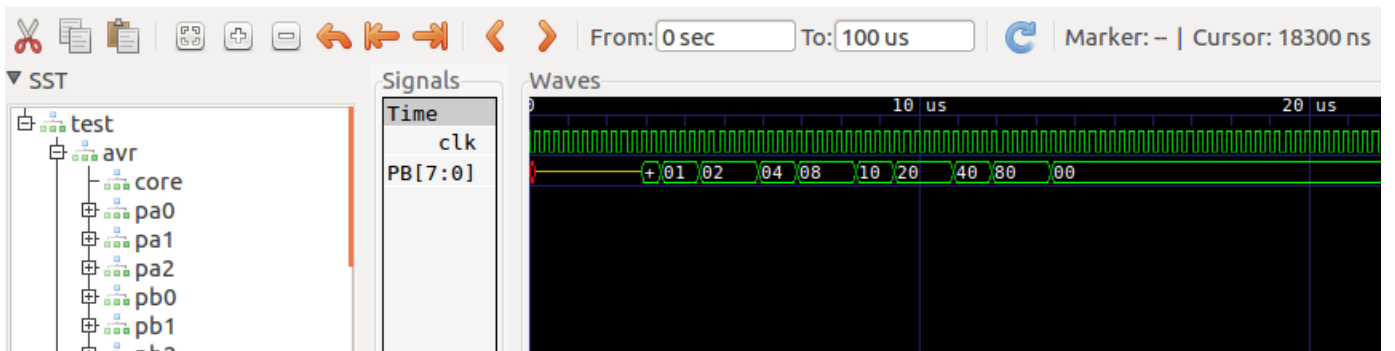 From: 0 sec To: 100 us Marker: -- | Cursor: 18300 ns
SST
Signals
Waves
test
avr
core
pa0
pa1
pa2
pb0
pb1
Time
clk
PB[7:0]
0 10 us 20 us
+ 01 02 04 08 10 20 40 80 00